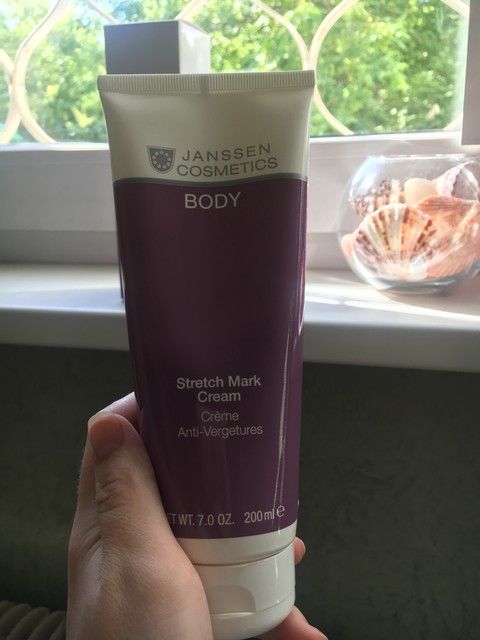 JANSSEN
COSMETICS
BODY
Stretch Mark
Cream
Crème
Anti-Vergetures
ET WT. 7.0 OZ. 200 ml e